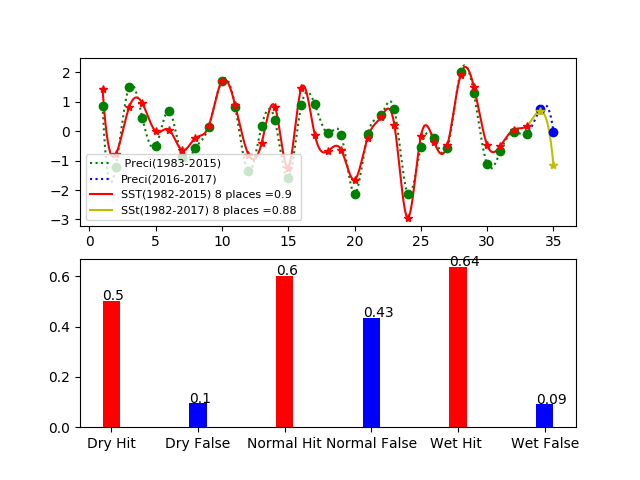 2
1
0
−1
−2
−3
Preci(1983-2015)
Preci(2016-2017)
SST(1982-2015) 8 places =0.9
SSt(1982-2017) 8 places =0.88
0 5 10 15 20 25 30 35
0.6
0.4
0.2
0.0
0.5 0.1 0.6 0.43 0.64 0.09
Dry Hit Dry False Normal Hit Normal False Wet Hit Wet False